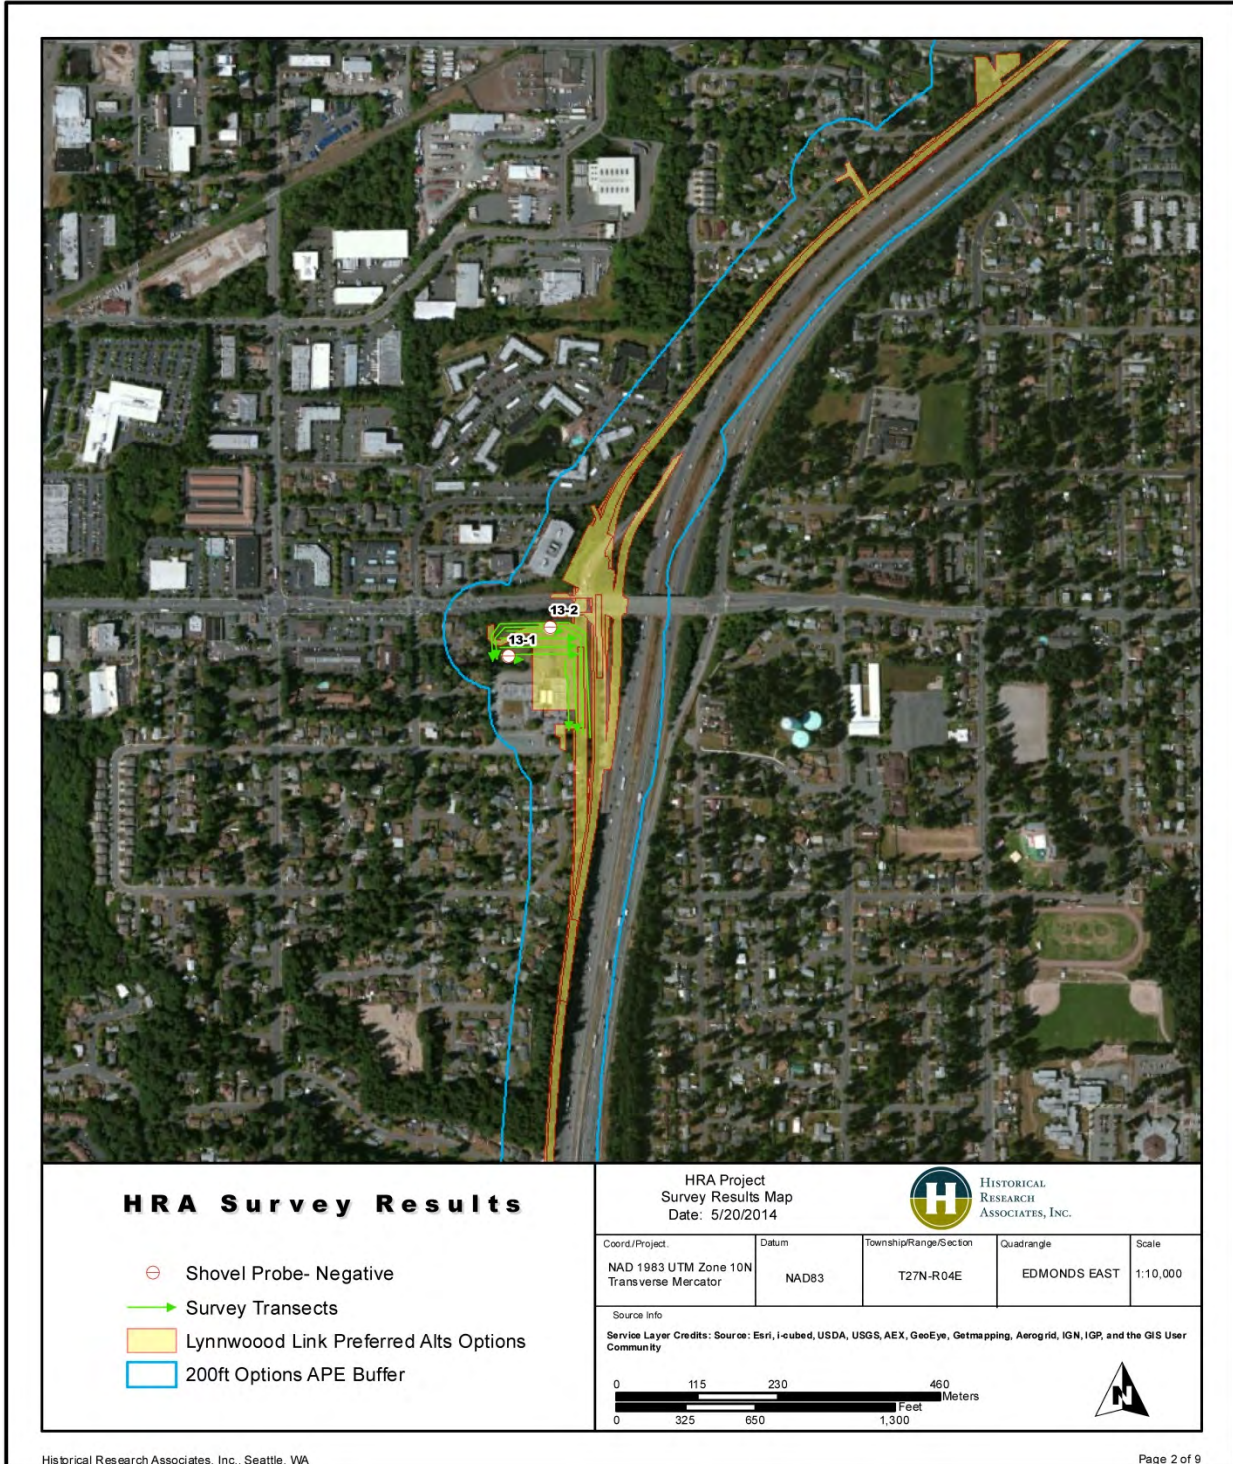 13-2
13-1
HRA Survey Results
Shovel Probe- Negative
Survey Transects
Lynnwoood Link Preferred Alts Options
200ft Options APE Buffer
HRA Project
Survey Results Map
Date: 5/20/2014
H
HISTORICAL
RESEARCH
ASSOCIATES, INC.
Coord./Project.
NAD 1983 UTM Zone 10N
Transverse Mercator
Datum
NAD83
Township/Range/Section
T27N-R04E
Quadrangle
EDMONDS EAST
Scale
1:10,000
Source Info
Service Layer Credits: Source: Esri, i-cubed, USDA, USGS, AEX, GeoEye, Getmapping, Aerogrid, IGN, IGP, and the GIS User
Community
0 115 230 460
Meters
Feet
0 325 650 1,300
N
Historical Research Associates, Inc., Seattle, WA
Page 2 of 9